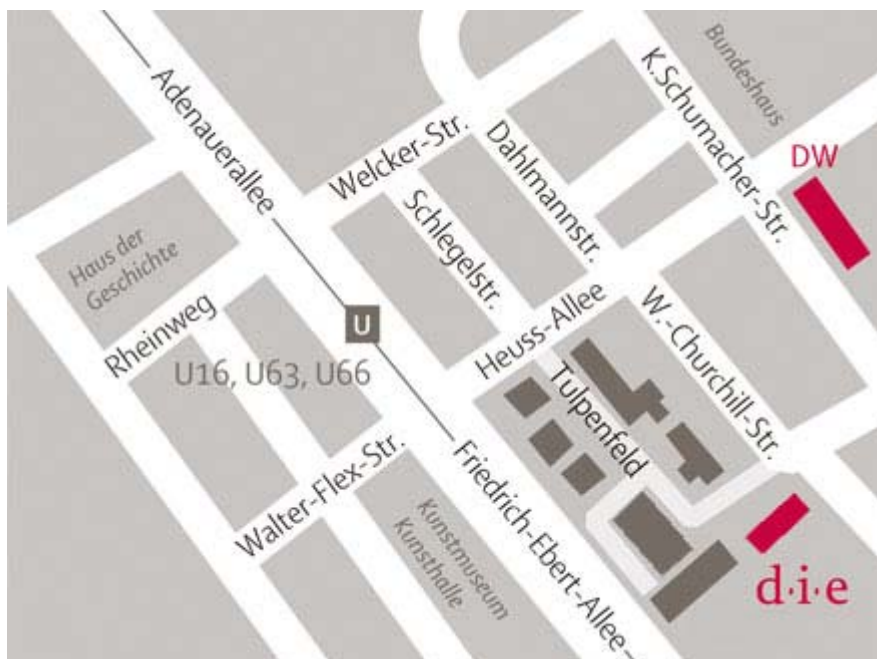 Adenauerallee
Welcker-Str.
K.Schumacher-Str.
Bundeshaus
DW
Dahlmannstr.
Schlegelstr.
Haus der
Geschichte
Rheinweg
U
U16, U63, U66
Heuss-Allee
W.-Churchill-Str.
Tulpenfeld
Walter-Flex-Str.
Kunstmuseum
Kunsthalle
Friedrich-Ebert-Allee
d·i·e